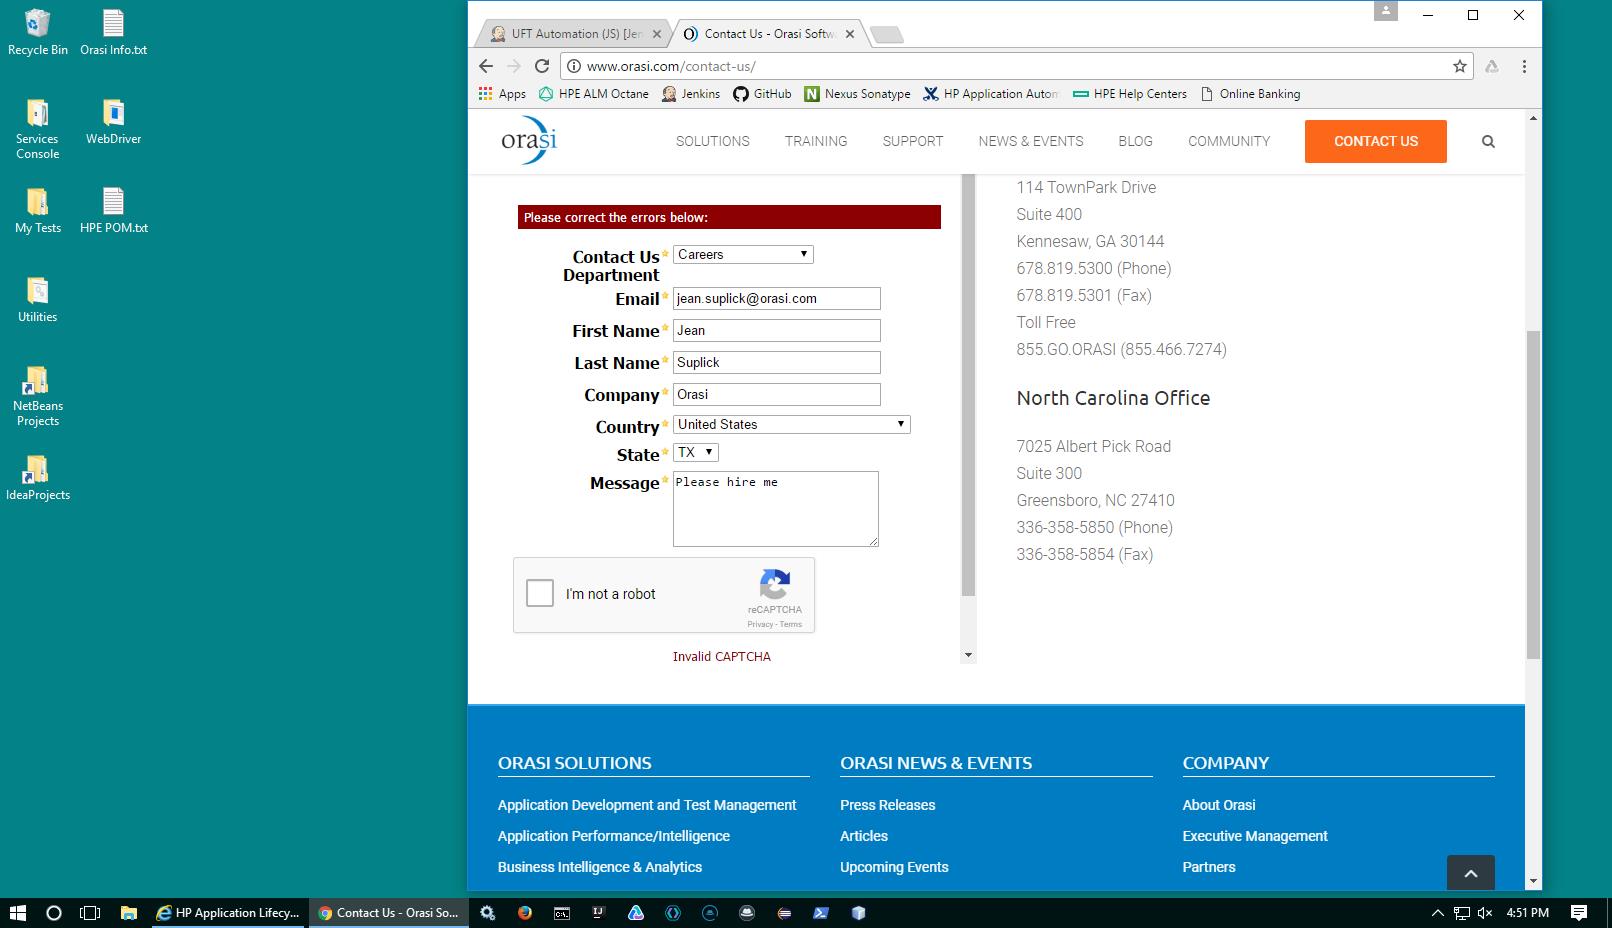 Recycle Bin
Orasi Info.txt
Services
Console
WebDriver
My Tests
HPE POM.txt
Utilities
NetBeans
Projects
IdeaProjects
UFT Automation (JS) [Jen
Contact Us - Orasi Softw
www.orasi.com/contact-us/
Apps
HPE ALM Octane
Jenkins
GitHub
Nexus Sonatype
HP Application Autom
HPE Help Centers
Online Banking
orasi
SOLUTIONS
TRAINING
SUPPORT
NEWS & EVENTS
BLOG
COMMUNITY
CONTACT US
Please correct the errors below:
Contact Us
Department
Careers
Email
jean.suplick@orasi.com
First Name
Jean
Last Name
Suplick
Company
Orasi
Country
United States
State
TX
Message
Please hire me
I'm not a robot
reCAPTCHA
Privacy - Terms
Invalid CAPTCHA
114 TownPark Drive
Suite 400
Kennesaw, GA 30144
678.819.5300 (Phone)
678.819.5301 (Fax)
Toll Free
855.GO.ORASI (855.466.7274)
North Carolina Office
7025 Albert Pick Road
Suite 300
Greensboro, NC 27410
336-358-5850 (Phone)
336-358-5854 (Fax)
ORASI SOLUTIONS
Application Development and Test Management
Application Performance/Intelligence
Business Intelligence & Analytics
ORASI NEWS & EVENTS
Press Releases
Articles
Upcoming Events
COMPANY
About Orasi
Executive Management
Partners
HP Application Lifecy...
Contact Us - Orasi So...
4:51 PM